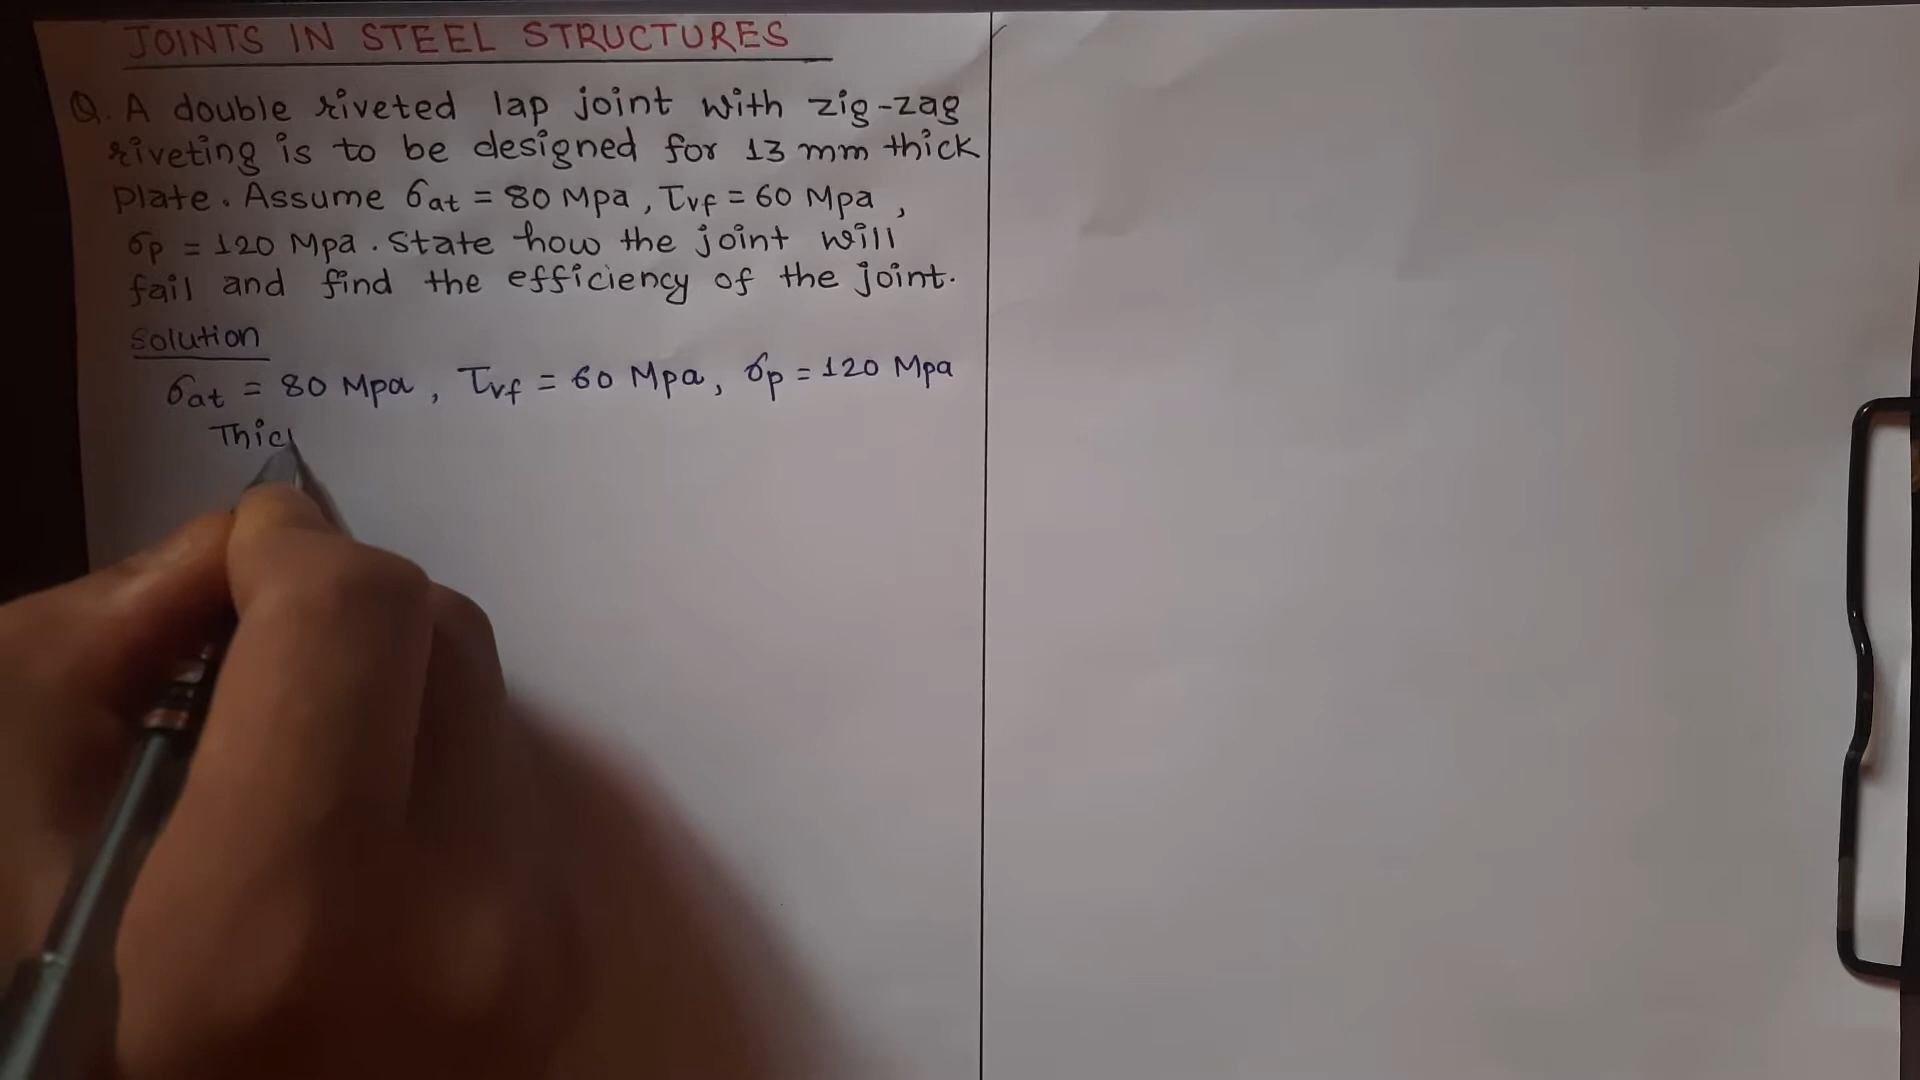 JOINTS IN STEEL STRUCTURES
Q. A double riveted lap joint with zig-zag
riveting is to be designed for 13 mm thick
plate. Assume σat = 80 Mpa, τvf = 60 Mpa,
σp = 120 Mpa. State how the joint will
fail and find the efficiency of the joint.
Solution
σat = 80 Mpa, τvf = 60 Mpa, σp = 120 Mpa
Thic